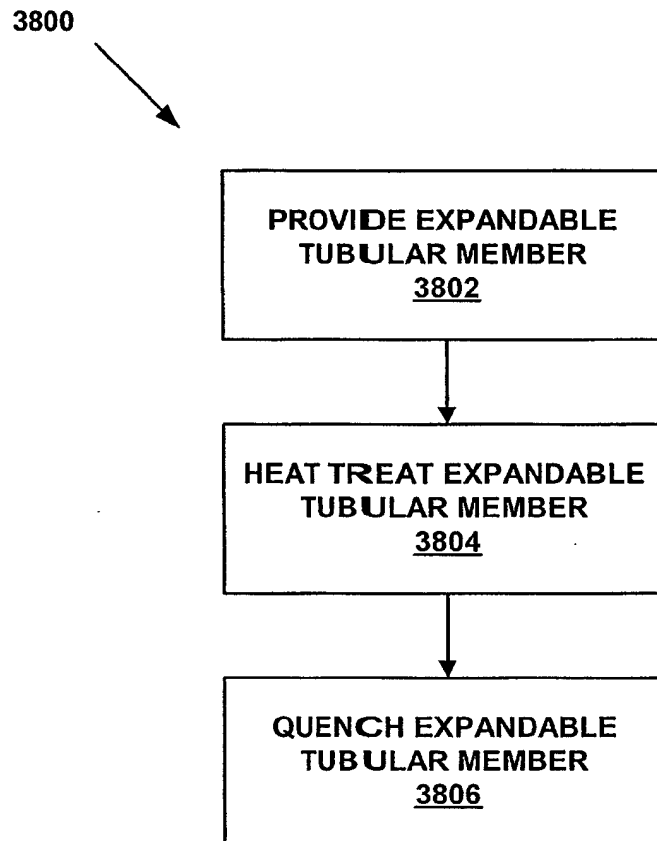 3800
PROVIDE EXPANDABLE
TUBULAR MEMBER
3802
HEAT TREAT EXPANDABLE
TUBULAR MEMBER
3804
QUENCH EXPANDABLE
TUBULAR MEMBER
3806